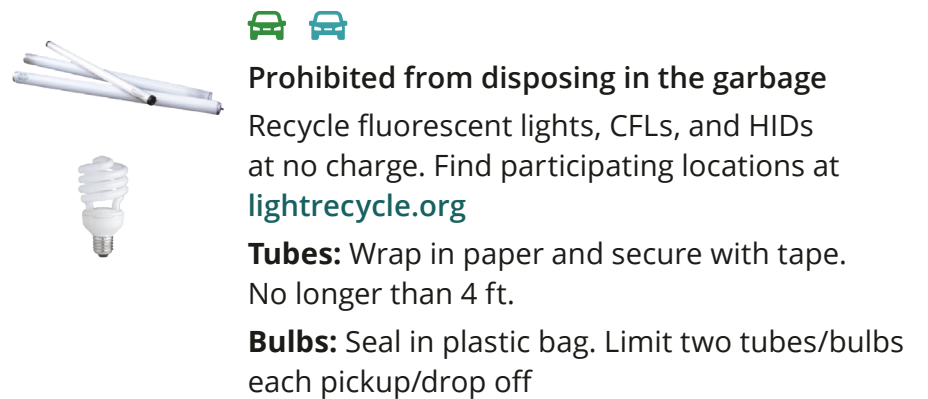 Prohibited from disposing in the garbage
Recycle fluorescent lights, CFLs, and HIDs
at no charge. Find participating locations at
lightrecycle.org
Tubes: Wrap in paper and secure with tape.
No longer than 4 ft.
Bulbs: Seal in plastic bag. Limit two tubes/bulbs
each pickup/drop off